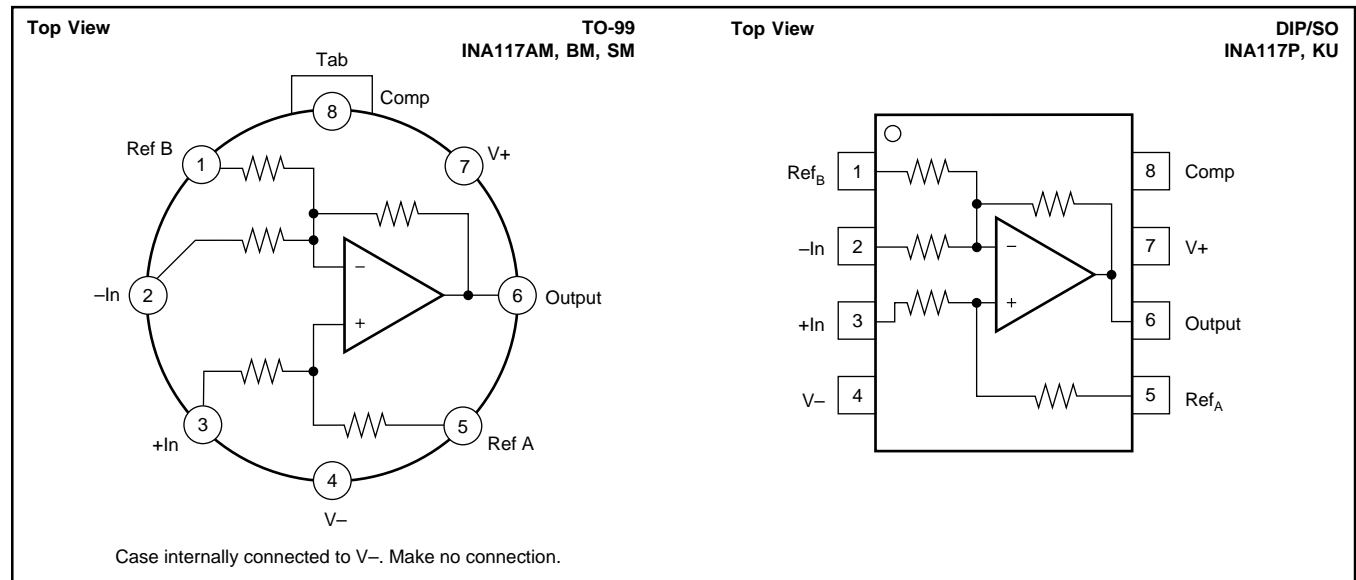 Top View
TO-99
INA117AM, BM, SM
Tab
8
Comp
Ref B
1
7
V+
–In
2
–
+
6
Output
3
+In
5
Ref A
4
V–
Case internally connected to V–. Make no connection.
Top View
DIP/SO
INA117P, KU
RefB
1
8
Comp
–In
2
–
7
V+
+In
3
+
6
Output
V–
4
5
RefA